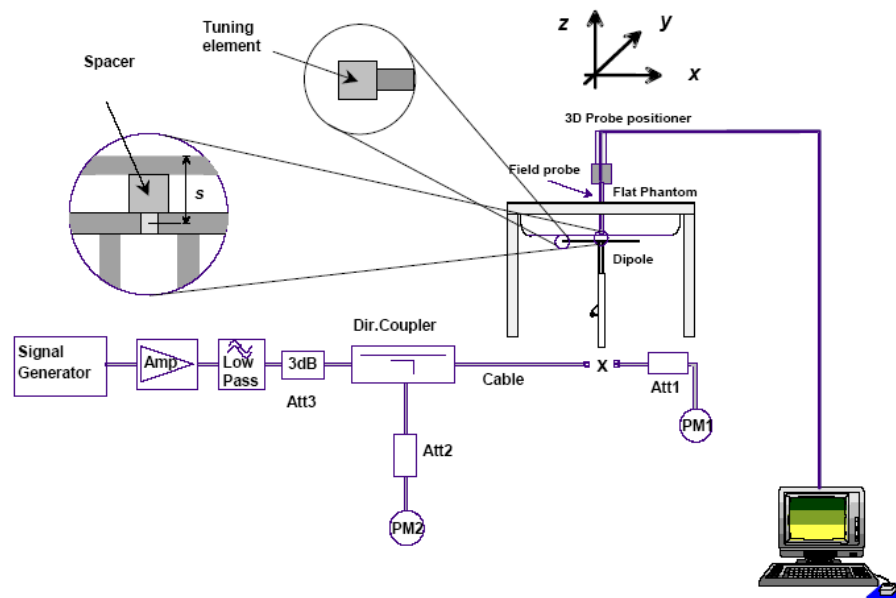 Tuning
element
Spacer
z
y
x
3D Probe positioner
Field probe
Flat Phantom
s
Dipole
Dir.Coupler
Signal
Generator
Amp
Low
Pass
3dB
Att3
Cable
x
Att1
PM1
Att2
PM2